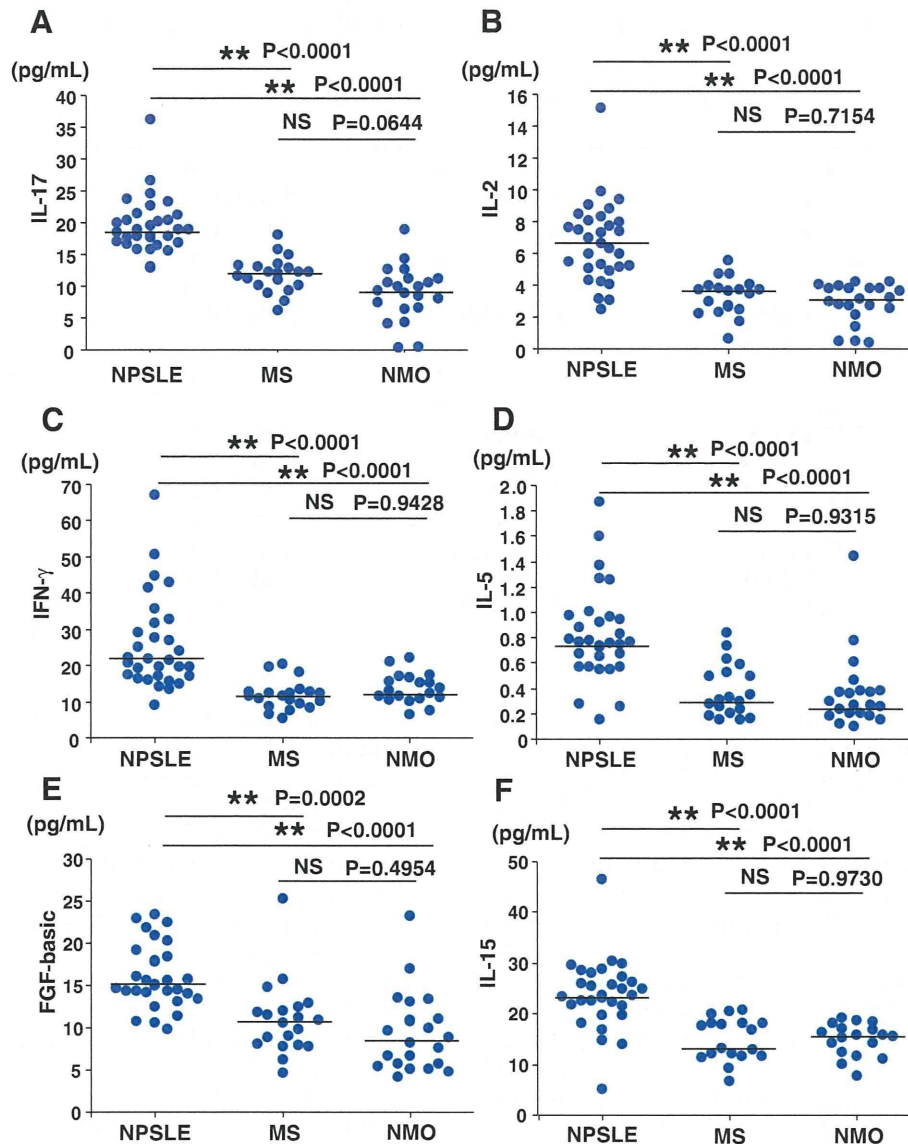 A
** P<0.0001
(pg/mL)
** P<0.0001
NS P=0.0644
IL-17
40
35
30
25
20
15
10
5
0
NPSLE MS NMO
B
** P<0.0001
(pg/mL)
** P<0.0001
NS P=0.7154
IL-2
16
14
12
10
8
6
4
2
0
NPSLE MS NMO
C
** P<0.0001
(pg/mL)
** P<0.0001
NS P=0.9428
IFN-γ
70
60
50
40
30
20
10
0
NPSLE MS NMO
D
** P<0.0001
(pg/mL)
** P<0.0001
NS P=0.9315
IL-5
2.0
1.8
1.6
1.4
1.2
1.0
0.8
0.6
0.4
0.2
0
NPSLE MS NMO
E
** P=0.0002
(pg/mL)
** P<0.0001
NS P=0.4954
FGF-basic
30
25
20
15
10
5
0
NPSLE MS NMO
F
** P<0.0001
(pg/mL)
** P<0.0001
NS P=0.9730
IL-15
50
40
30
20
10
0
NPSLE MS NMO